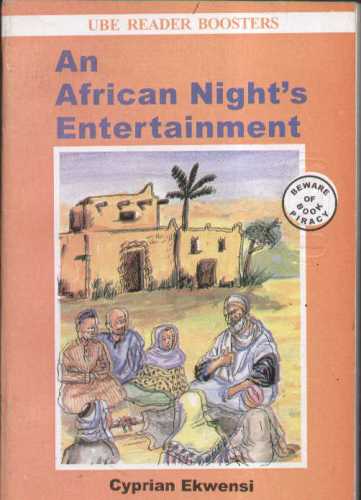 UBE READER BOOSTERS
An
African Night's
Entertainment
BEWARE
OF
BOOK
PIRACY
Cyprian Ekwensi